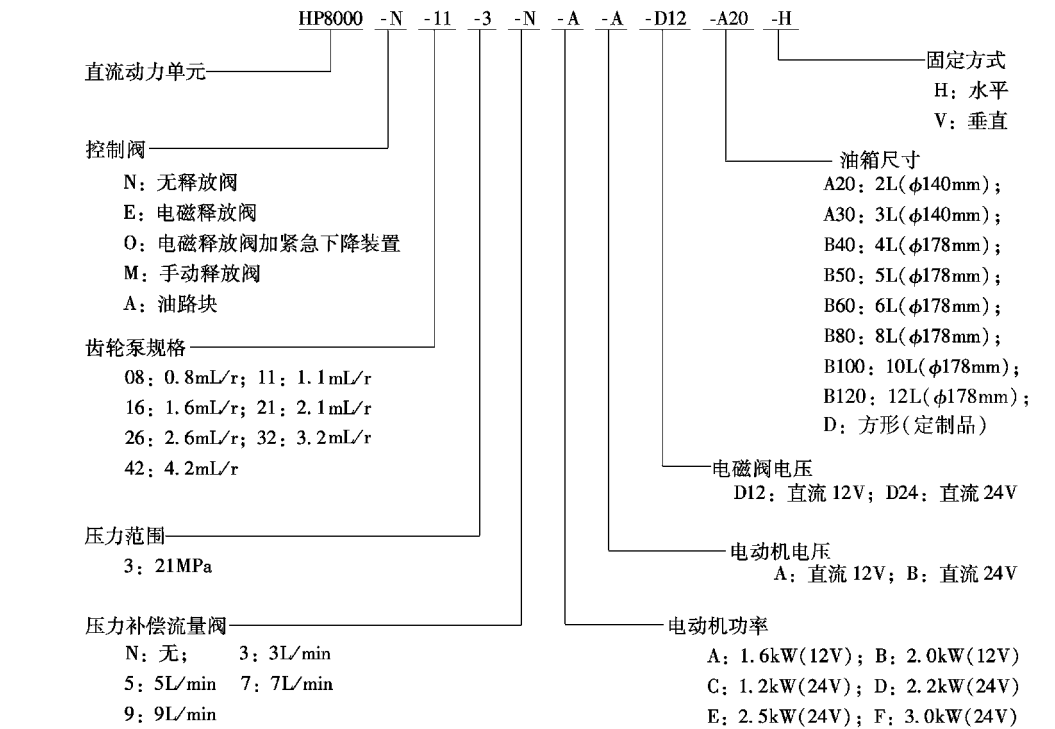 HP8000 -N -11 -3 -N -A -A -D12 -A20 -H
直流动力单元
控制阀
N：无释放阀
E：电磁释放阀
O：电磁释放阀加紧急下降装置
M：手动释放阀
A：油路块
齿轮泵规格
08：0.8mL/r；11：1.1mL/r
16：1.6mL/r；21：2.1mL/r
26：2.6mL/r；32：3.2mL/r
42：4.2mL/r
压力范围
3：21MPa
压力补偿流量阀
N：无； 3：3L/min
5：5L/min 7：7L/min
9：9L/min
固定方式
H：水平
V：垂直
油箱尺寸
A20：2L(ϕ140mm)；
A30：3L(ϕ140mm)；
B40：4L(ϕ178mm)；
B50：5L(ϕ178mm)；
B60：6L(ϕ178mm)；
B80：8L(ϕ178mm)；
B100：10L(ϕ178mm)；
B120：12L(ϕ178mm)；
D：方形(定制品)
电磁阀电压
D12：直流12V；D24：直流24V
电动机电压
A：直流12V；B：直流24V
电动机功率
A：1.6kW(12V)；B：2.0kW(12V)
C：1.2kW(24V)；D：2.2kW(24V)
E：2.5kW(24V)；F：3.0kW(24V)